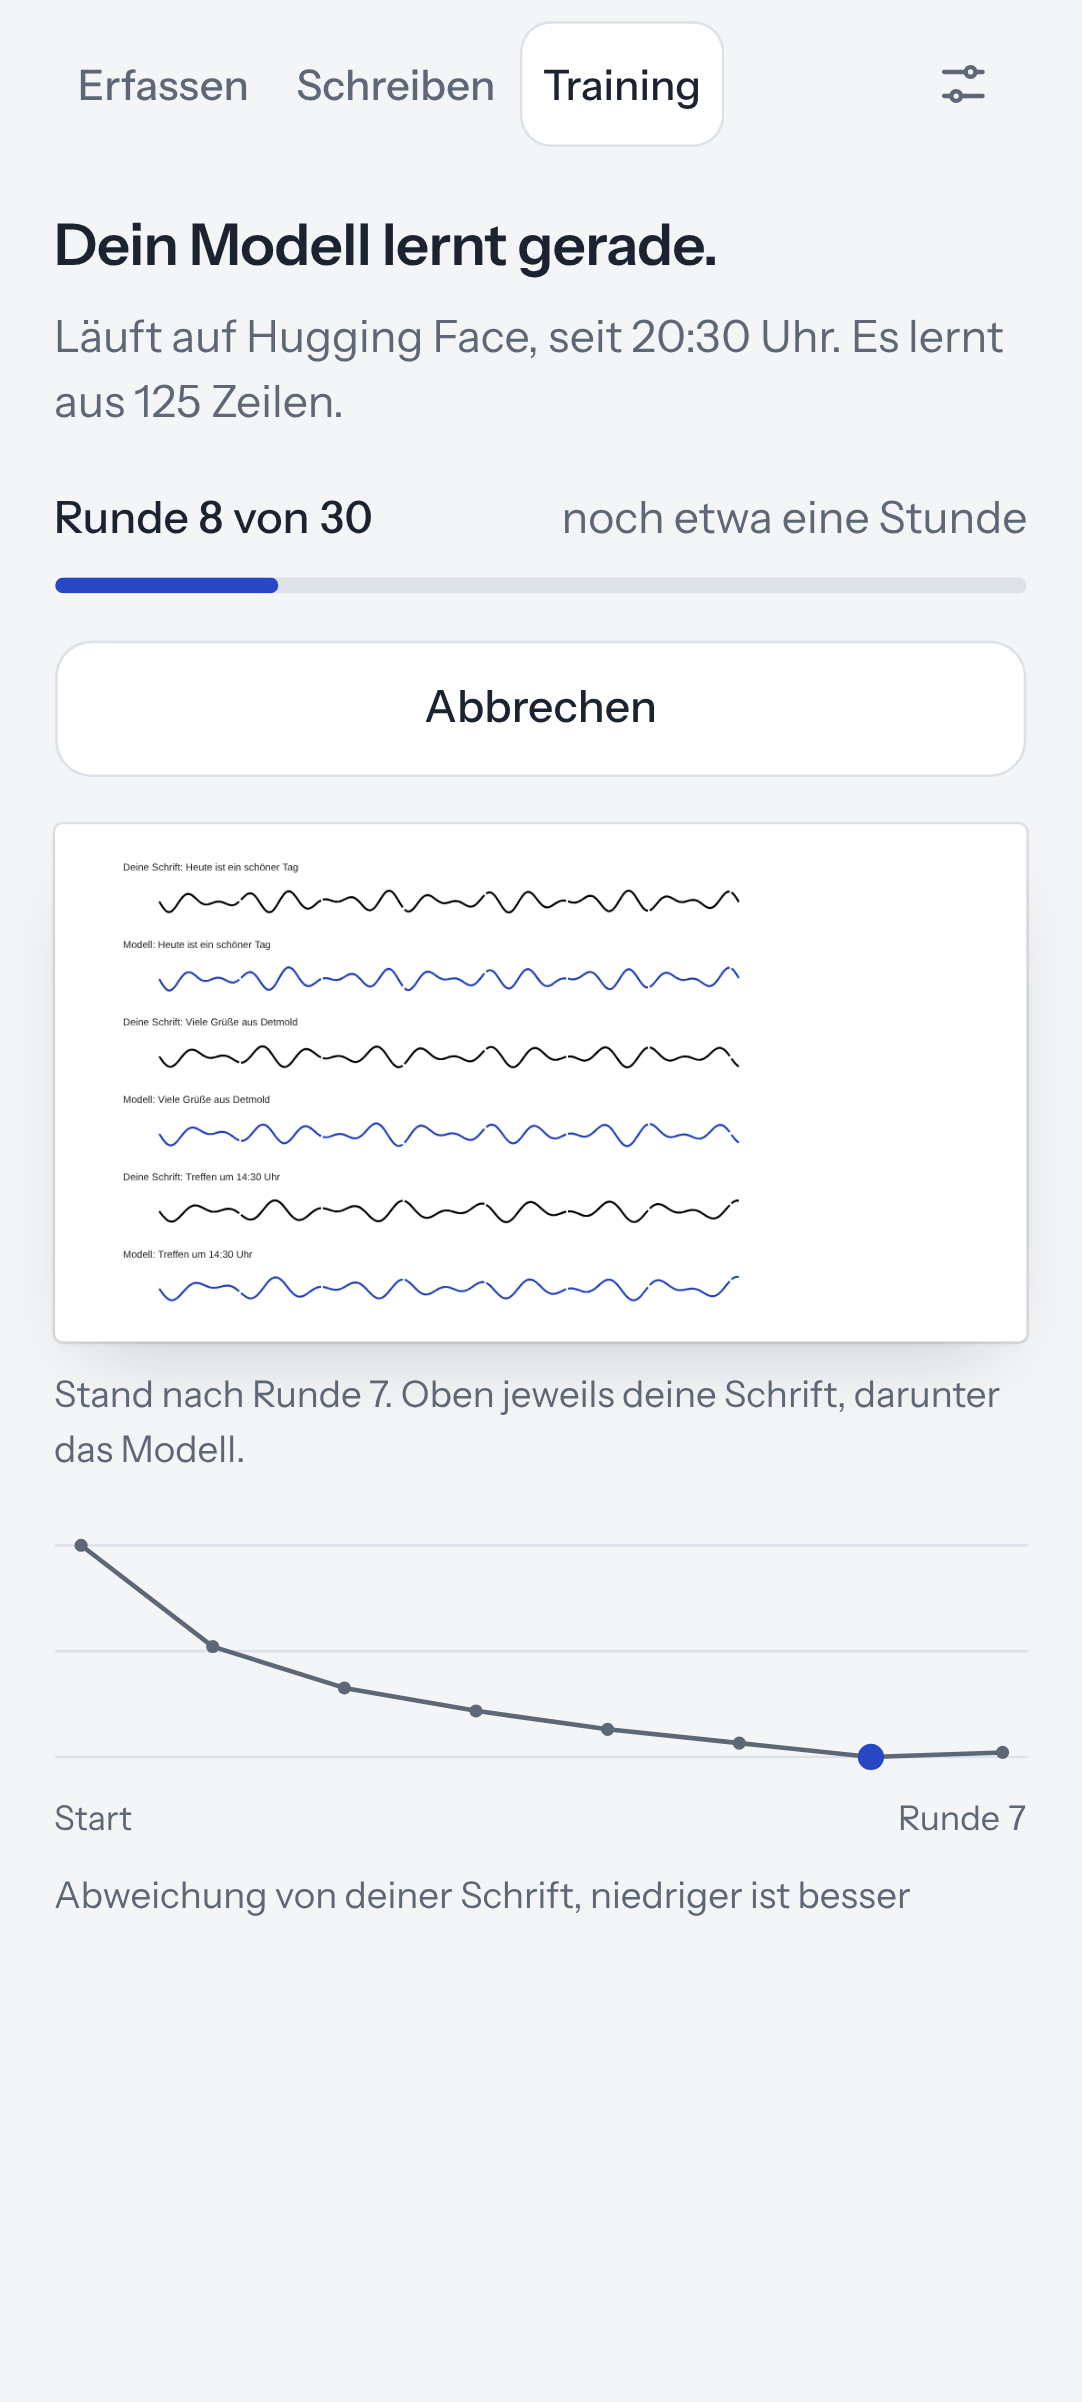 Erfassen Schreiben Training
Dein Modell lernt gerade.
Läuft auf Hugging Face, seit 20:30 Uhr. Es lernt
aus 125 Zeilen.
Runde 8 von 30 noch etwa eine Stunde
Abbrechen
Deine Schrift: Heute ist ein schöner Tag
Modell: Heute ist ein schöner Tag
Deine Schrift: Viele Grüße aus Detmold
Modell: Viele Grüße aus Detmold
Deine Schrift: Treffen um 14:30 Uhr
Modell: Treffen um 14:30 Uhr
Stand nach Runde 7. Oben jeweils deine Schrift, darunter
das Modell.
Start Runde 7
Abweichung von deiner Schrift, niedriger ist besser